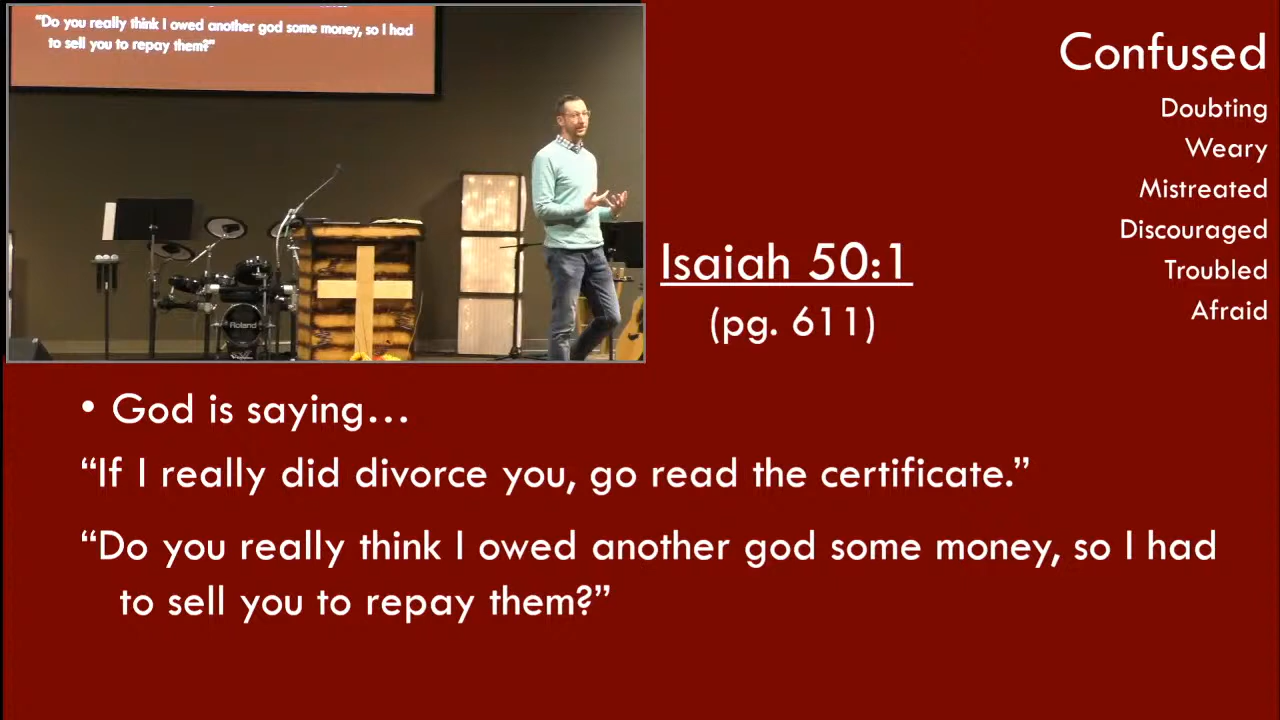 “Do you really think I owed another god some money, so I had
to sell you to repay them?”
Roland
Confused
Doubting
Weary
Mistreated
Discouraged
Troubled
Afraid
Isaiah 50:1
(pg. 611)
• God is saying…
“If I really did divorce you, go read the certificate.”
“Do you really think I owed another god some money, so I had
to sell you to repay them?”